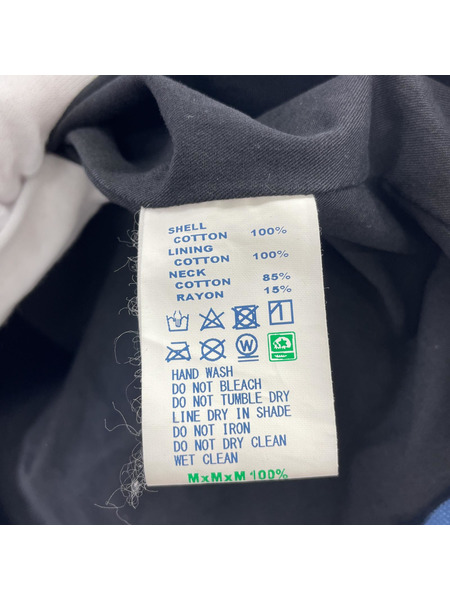 SHELL
COTTON 100%
LINING
COTTON 100%
NECK
COTTON 85%
RAYON 15%
W
HAND WASH
DO NOT BLEACH
DO NOT TUMBLE DRY
LINE DRY IN SHADE
DO NOT IRON
DO NOT DRY CLEAN
WET CLEAN
MxMxM 100%